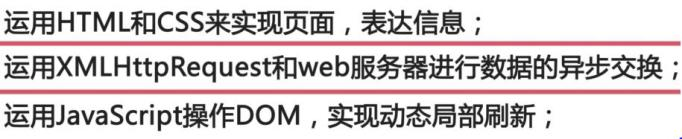 运用HTML和CSS来实现页面，表达信息；
运用XMLHttpRequest和web服务器进行数据的异步交换；
运用JavaScript操作DOM，实现动态局部刷新；